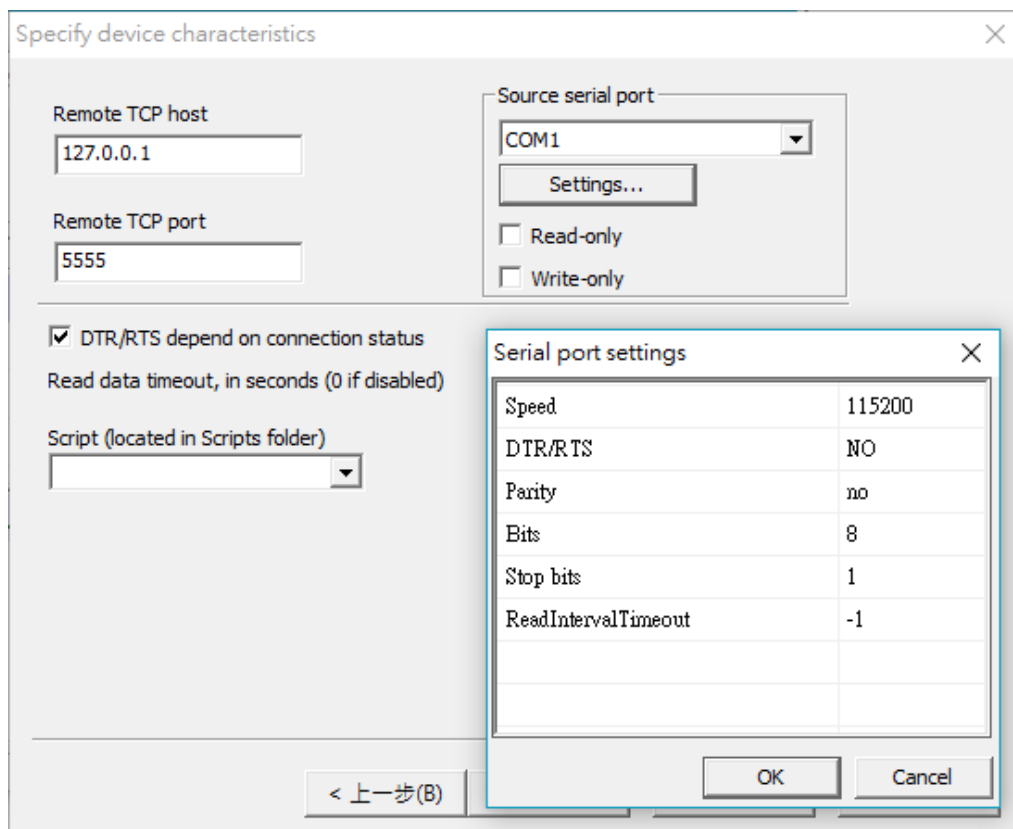 Specify device characteristics
Remote TCP host
127.0.0.1
Remote TCP port
5555
Source serial port
COM1
Settings...
Read-only
Write-only
DTR/RTS depend on connection status
Read data timeout, in seconds (0 if disabled)
Script (located in Scripts folder)
Serial port settings
Speed 115200
DTR/RTS NO
Parity no
Bits 8
Stop bits 1
ReadIntervalTimeout -1
OK Cancel
< 上一步(B)